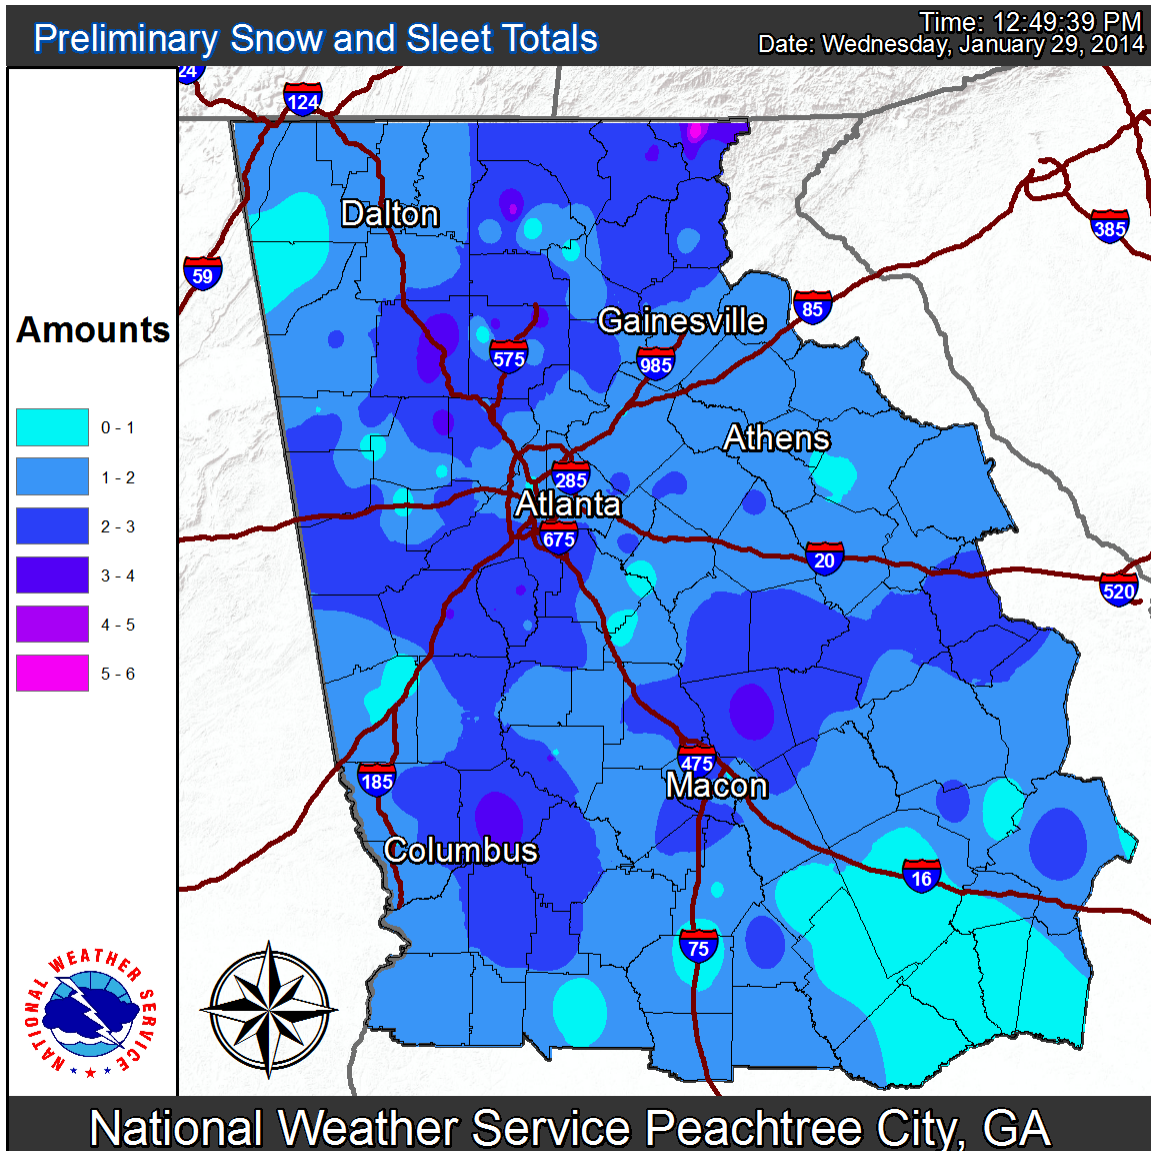 Preliminary Snow and Sleet Totals
Time: 12:49:39 PM
Date: Wednesday, January 29, 2014
24
124
Dalton
385
59
85
Gainesville
Amounts
575
985
0 - 1
Athens
1 - 2
285
Atlanta
2 - 3
675
20
3 - 4
520
4 - 5
5 - 6
475
Macon
185
Columbus
16
75
NATIONAL WEATHER SERVICE
National Weather Service Peachtree City, GA